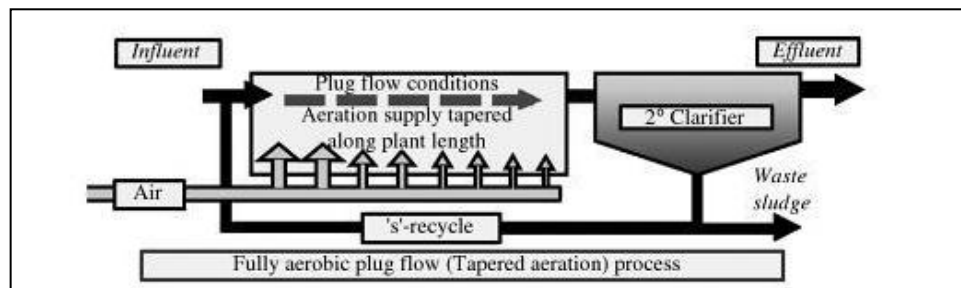 Influent
Effluent
Plug flow conditions
Aeration supply tapered
along plant length
2° Clarifier
Air
Waste
sludge
's'-recycle
Fully aerobic plug flow (Tapered aeration) process